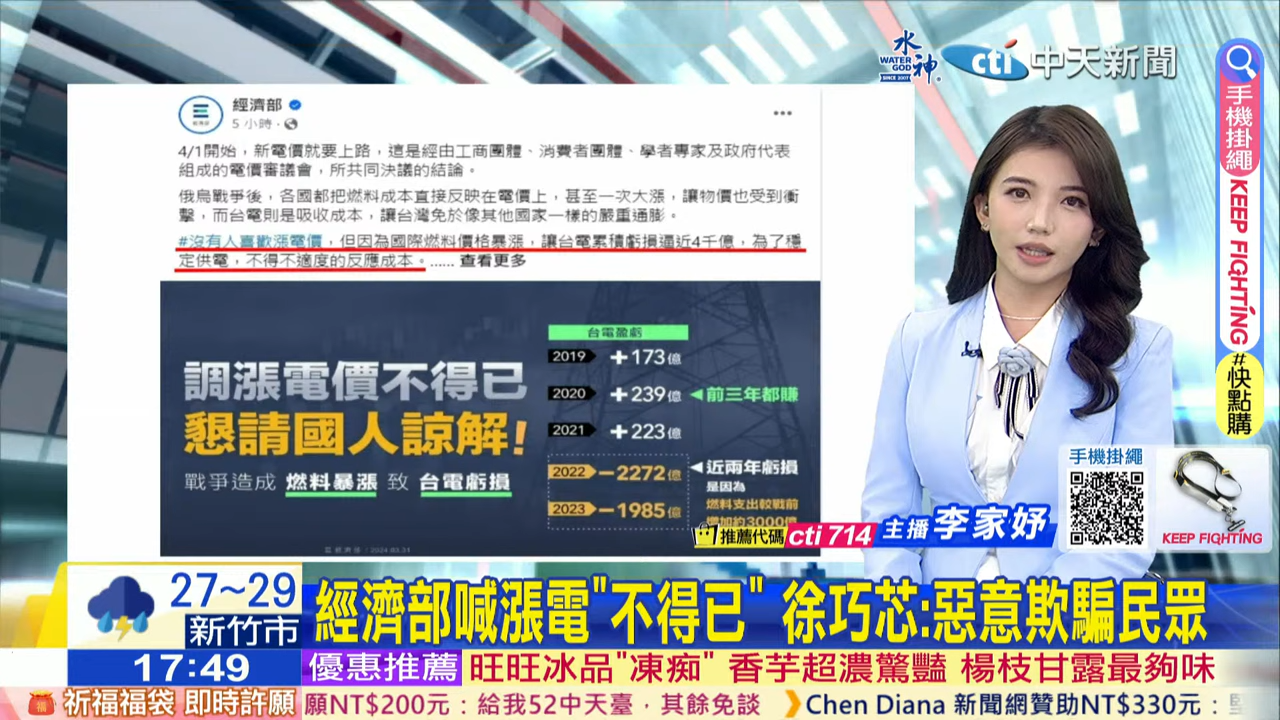 水神
WATER GOD
SINCE 2007
cti 中天新聞
手機掛繩
KEEP FIGHTING
#快點購
經濟部
5 小時
4/1開始，新電價就要上路，這是經由工商團體、消費者團體、學者專家及政府代表
組成的電價審議會，所共同決議的結論。
俄烏戰爭後，各國都把燃料成本直接反映在電價上，甚至一次大漲，讓物價也受到衝
擊，而台電則是吸收成本，讓台灣免於像其他國家一樣的嚴重通膨。
#沒有人喜歡漲電價，但因為國際燃料價格暴漲，讓台電累積虧損逼近4千億，為了穩
定供電，不得不適度的反應成本。...... 查看更多
調漲電價不得已
懇請國人諒解!
戰爭造成 燃料暴漲 致 台電虧損
台電盈虧
2019 +173億
2020 +239億 前三年都賺
2021 +223億
2022 -2272億
2023 -1985億
近兩年虧損
是因為
燃料支出較戰前
增加約3000億
經濟部 / 2024.03.31
推薦代碼 cti 714
主播 李家妤
手機掛繩
KEEP FIGHTING
27~29
新竹市
經濟部喊漲電"不得已" 徐巧芯:惡意欺騙民眾
17:49
優惠推薦 旺旺冰品"凍痴" 香芋超濃驚豔 楊枝甘露最夠味
祈福福袋 即時許願
願NT$200元：給我52中天臺，其餘免談 Chen Diana 新聞網贊助NT$330元：